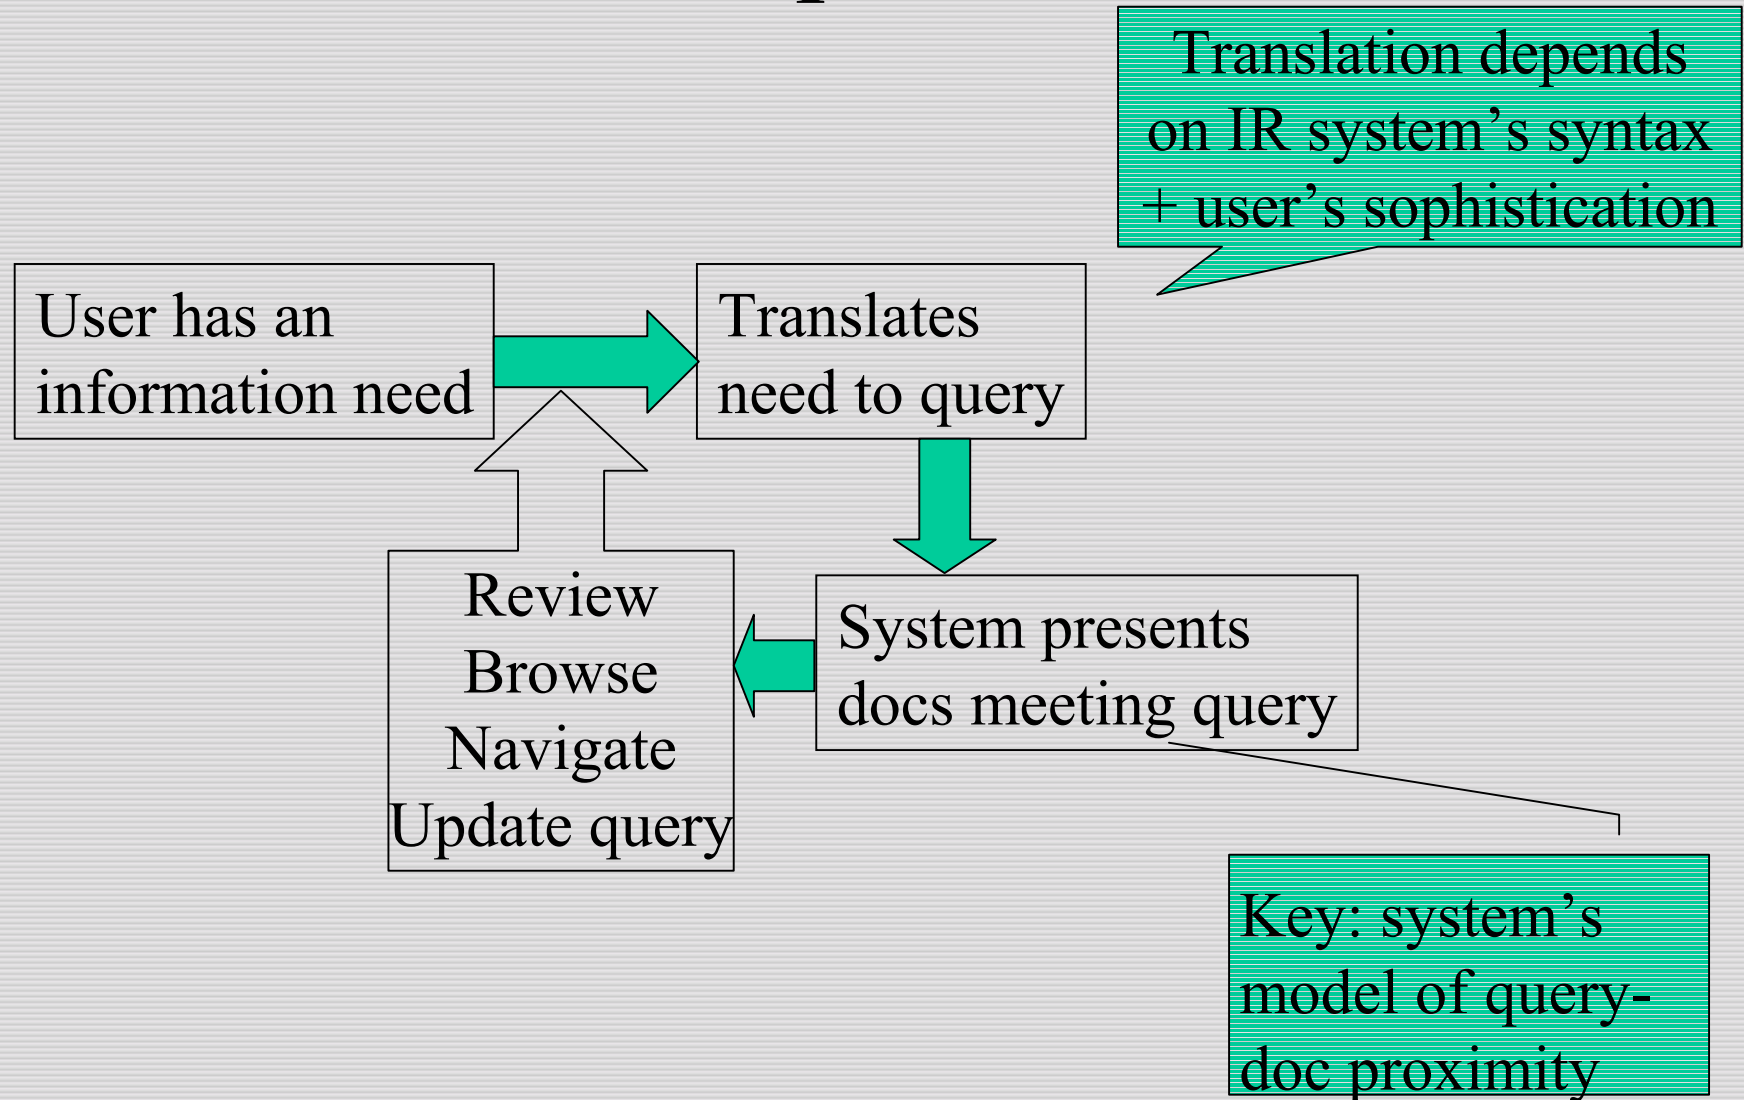 Translation depends
on IR system’s syntax
+ user’s sophistication
User has an
information need
Translates
need to query
Review
Browse
Navigate
Update query
System presents
docs meeting query
Key: system’s
model of query-
doc proximity